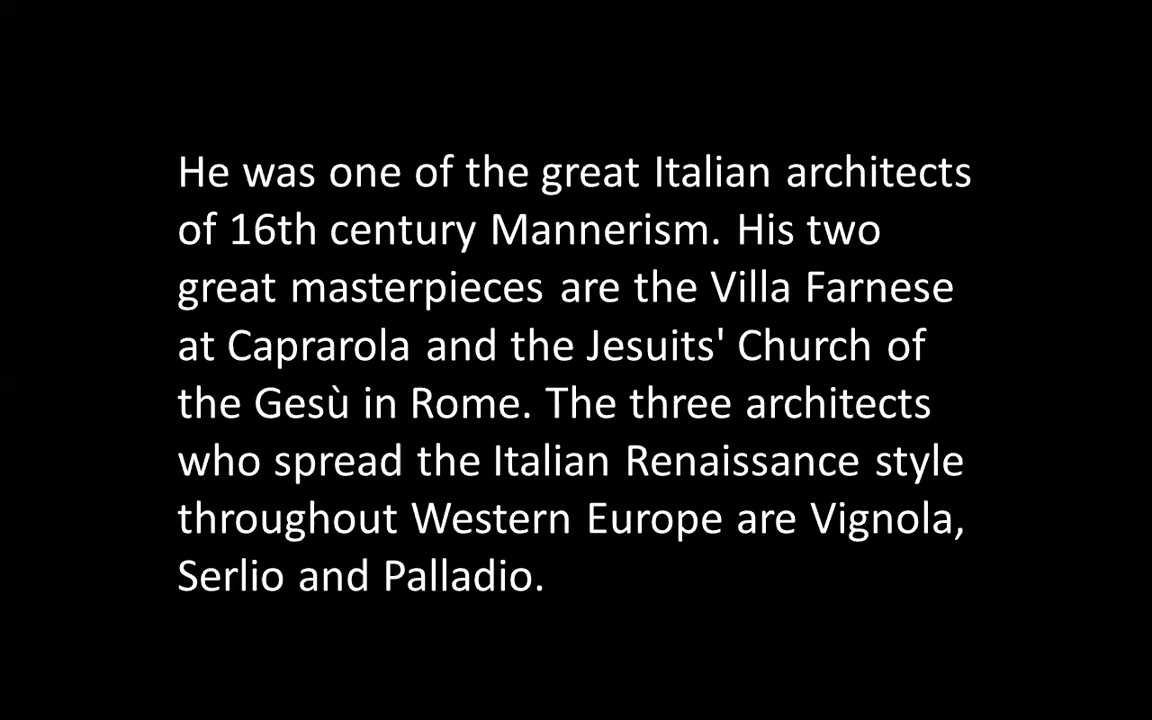 He was one of the great Italian architects
of 16th century Mannerism. His two
great masterpieces are the Villa Farnese
at Caprarola and the Jesuits' Church of
the Gesù in Rome. The three architects
who spread the Italian Renaissance style
throughout Western Europe are Vignola,
Serlio and Palladio.